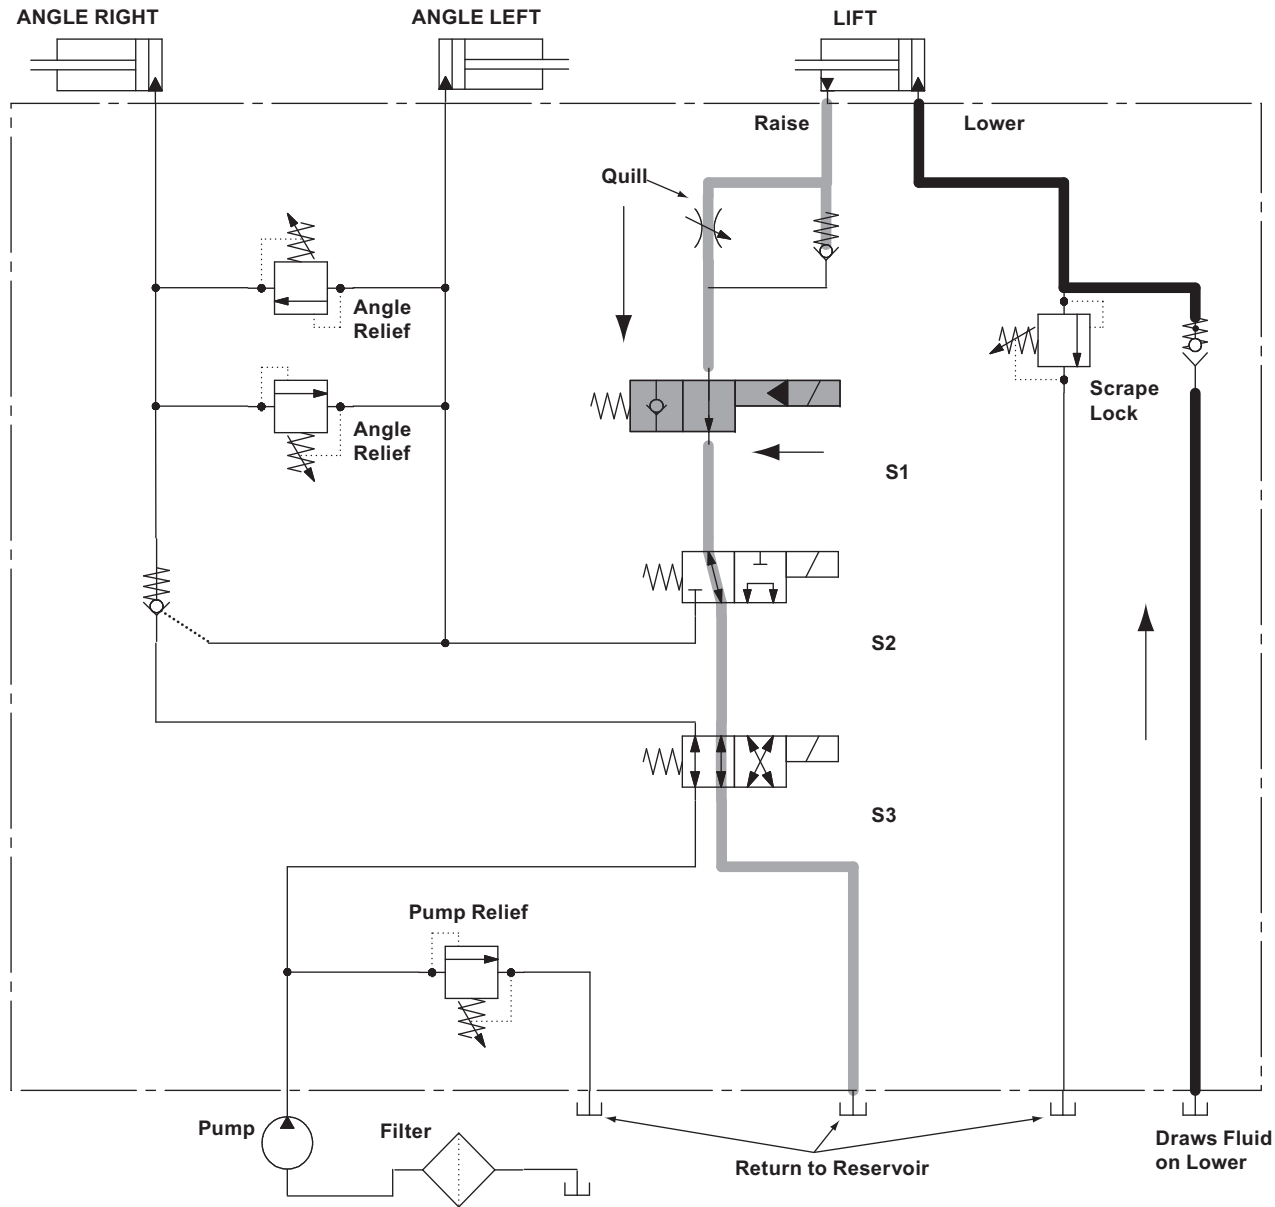 ANGLE RIGHT
ANGLE LEFT
LIFT
Raise
Lower
Quill
Angle
Relief
Angle
Relief
Scrape
Lock
S1
S2
S3
Pump Relief
Pump
Filter
Return to Reservoir
Draws Fluid
on Lower